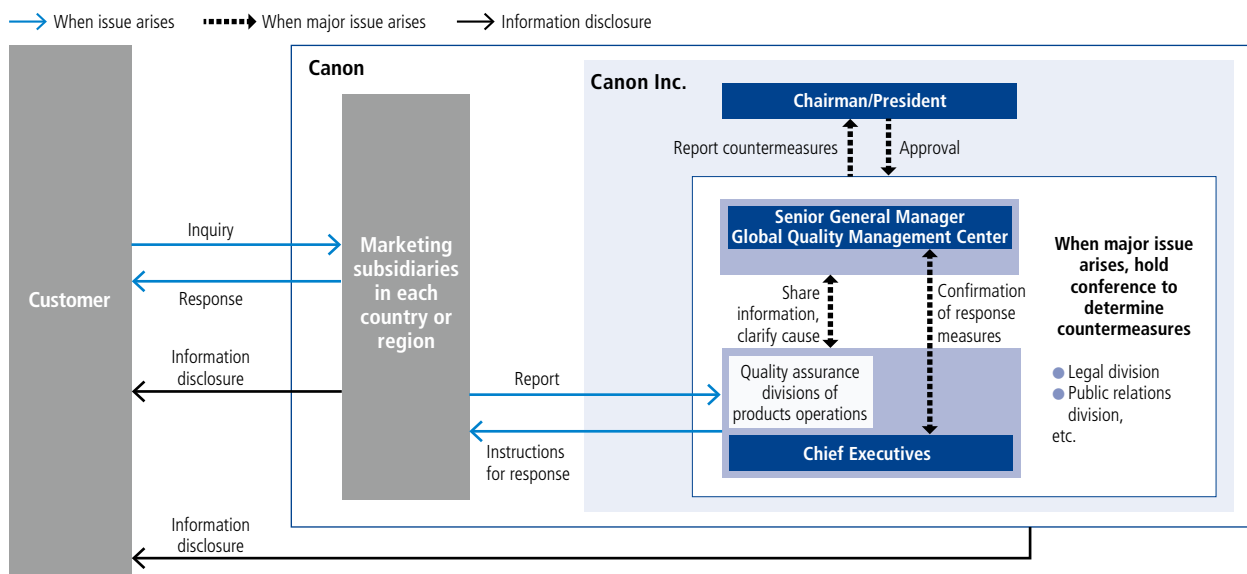 When issue arises
When major issue arises
Information disclosure
Canon
Canon Inc.
Chairman/President
Report countermeasures
Approval
Senior General Manager
Global Quality Management Center
Inquiry
Response
Customer
Marketing
subsidiaries
in each
country or
region
Share
information,
clarify cause
Confirmation
of response
measures
When major issue
arises, hold
conference to
determine
countermeasures
Legal division
Public relations
division,
etc.
Information
disclosure
Report
Quality assurance
divisions of
products operations
Instructions
for response
Chief Executives
Information
disclosure